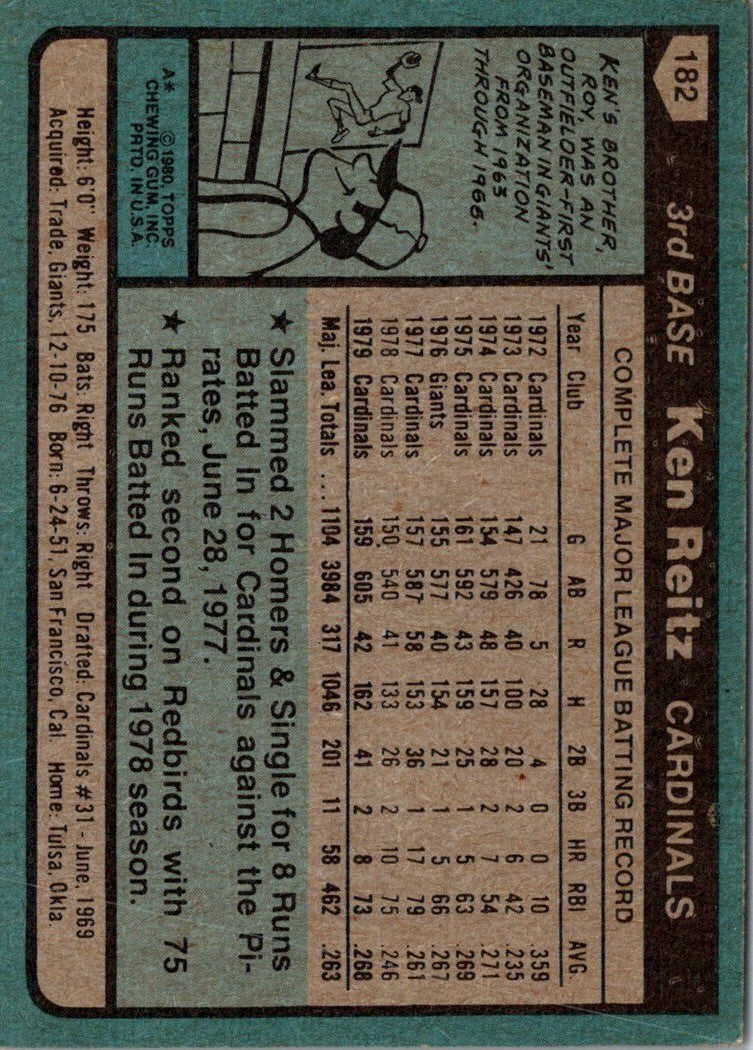 182
3rd BASE Ken Reitz CARDINALS
KEN'S BROTHER,
ROY, WAS AN
OUTFIELDER-FIRST
BASEMAN IN GIANTS'
ORGANIZATION
FROM 1963
THROUGH 1966.
A* © 1980, TOPPS
CHEWING GUM, INC.
PRTD. IN U.S.A.
COMPLETE MAJOR LEAGUE BATTING RECORD
Year Club G AB R H 2B 3B HR RBI AVG.
1972 Cardinals 21 78 5 28 4 0 0 10 .359
1973 Cardinals 147 426 40 100 20 2 6 42 .235
1974 Cardinals 154 579 48 157 28 2 7 54 .271
1975 Cardinals 161 592 43 159 25 1 5 63 .269
1976 Giants 155 577 40 154 21 1 5 66 .267
1977 Cardinals 157 587 58 153 36 1 17 79 .261
1978 Cardinals 150 540 41 133 26 2 10 75 .246
1979 Cardinals 159 605 42 162 41 2 8 73 .268
Maj. Lea. Totals ... 1104 3984 317 1046 201 11 58 462 .263
★ Slammed 2 Homers & Single for 8 Runs
Batted In for Cardinals against the Pi-
rates, June 28, 1977.
★ Ranked second on Redbirds with 75
Runs Batted In during 1978 season.
Height: 6'0" Weight: 175 Bats: Right Throws: Right Drafted: Cardinals #31 - June, 1969
Acquired: Trade, Giants, 12-10-76 Born: 6-24-51, San Francisco, Cal. Home: Tulsa, Okla.